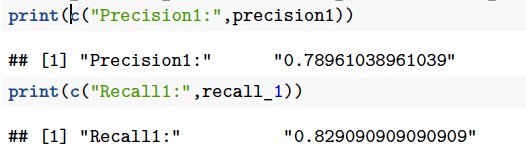 print(c("Precision1:",precision1))
## [1] "Precision1:"      "0.78961038961039"
print(c("Recall1:",recall_1))
## [1] "Recall1:"          "0.829090909090909"